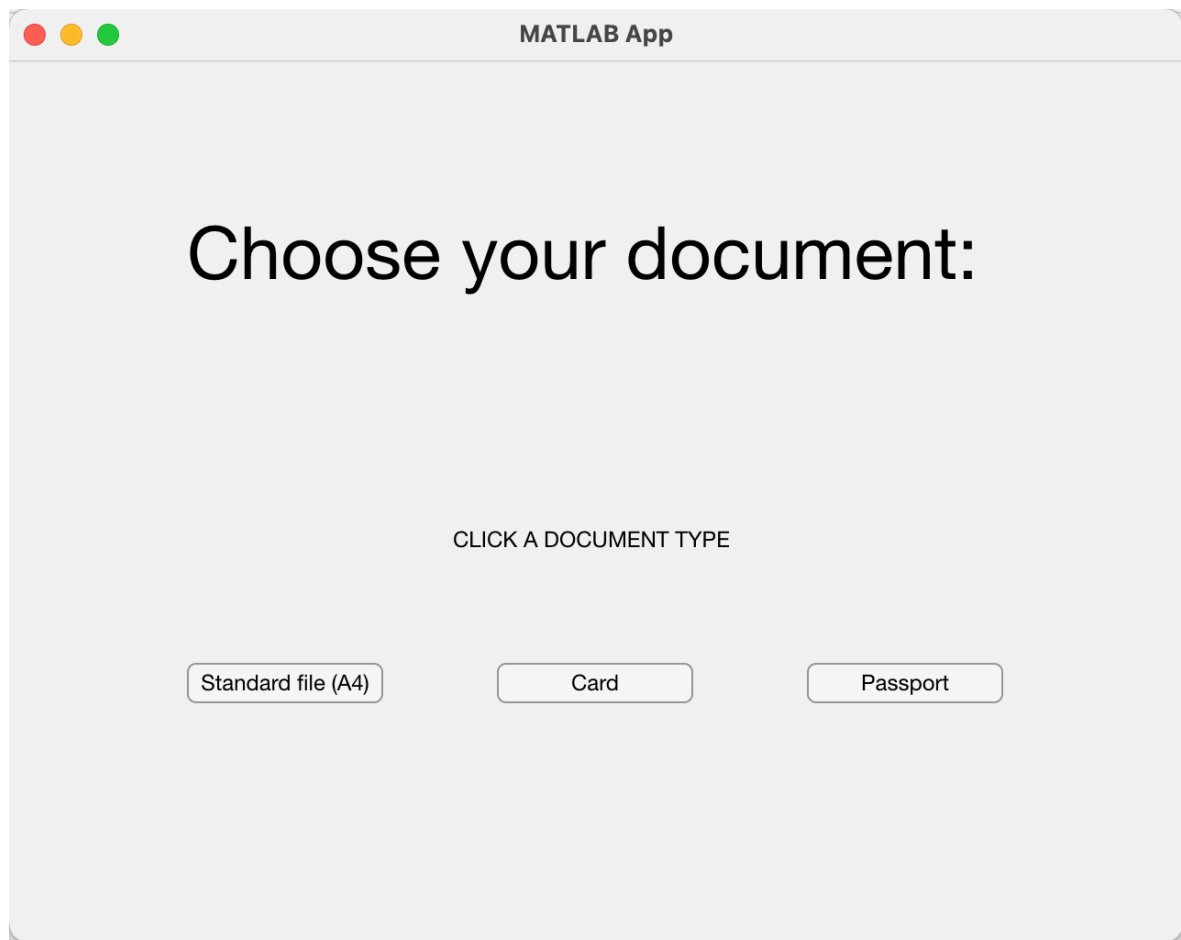 MATLAB App
Choose your document:
CLICK A DOCUMENT TYPE
Standard file (A4) Card Passport